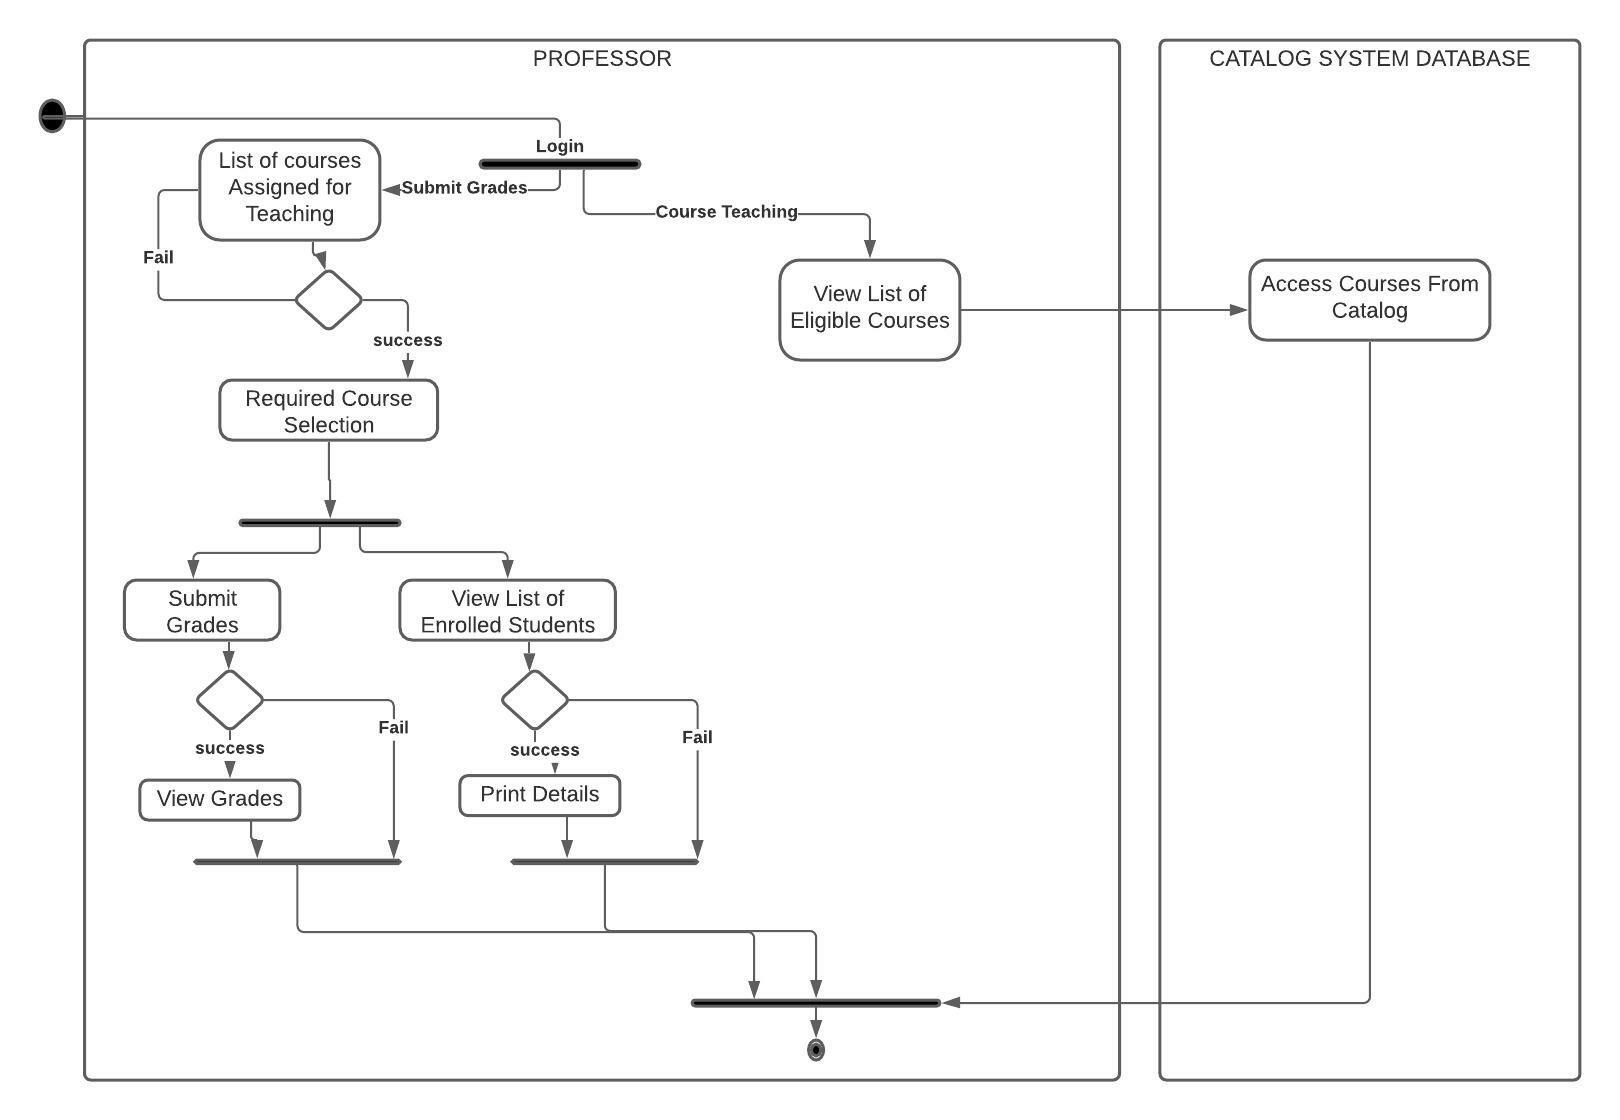 PROFESSOR
CATALOG SYSTEM DATABASE
Login
List of courses
Assigned for
Teaching
Submit Grades
Course Teaching
Fail
View List of
Eligible Courses
Access Courses From
Catalog
success
Required Course
Selection
Submit
Grades
View List of
Enrolled Students
Fail
success
Fail
success
View Grades
Print Details